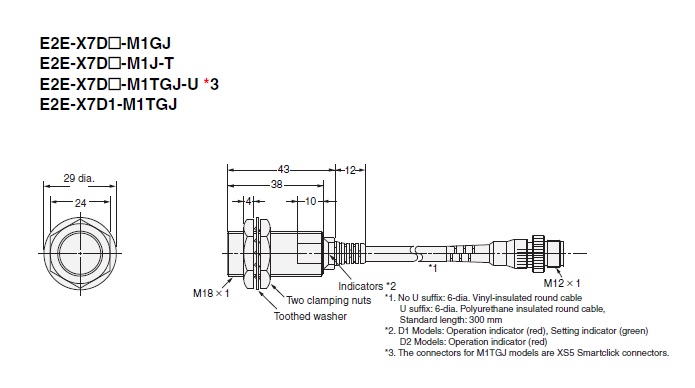 E2E-X7D□-M1GJ
E2E-X7D□-M1J-T
E2E-X7D□-M1TGJ-U *3
E2E-X7D1-M1TGJ
29 dia.
24
43
12
38
4
10
M18 × 1
Indicators *2
Two clamping nuts
Toothed washer
*1
M12 × 1
*1. No U suffix: 6-dia. Vinyl-insulated round cable
U suffix: 6-dia. Polyurethane insulated round cable,
Standard length: 300 mm
*2. D1 Models: Operation indicator (red), Setting indicator (green)
D2 Models: Operation indicator (red)
*3. The connectors for M1TGJ models are XS5 Smartclick connectors.